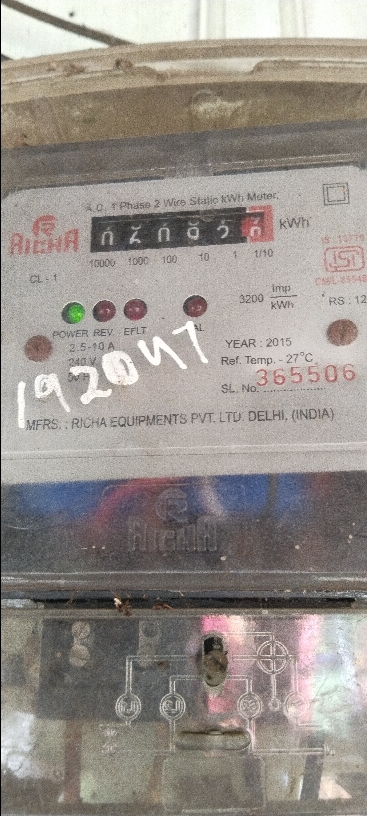 A.C. 1 Phase 2 Wire Static kWh Meter.
RICHA
kWh
10000 1000 100 10 1 1/10
CL - 1
3200 Imp/kWh
POWER REV. EFLT
2.5-10 A
240 V
YEAR : 2015
Ref. Temp. - 27°C
SL. No. 365506
192047
MFRS. : RICHA EQUIPMENTS PVT. LTD. DELHI. (INDIA)
RICHA